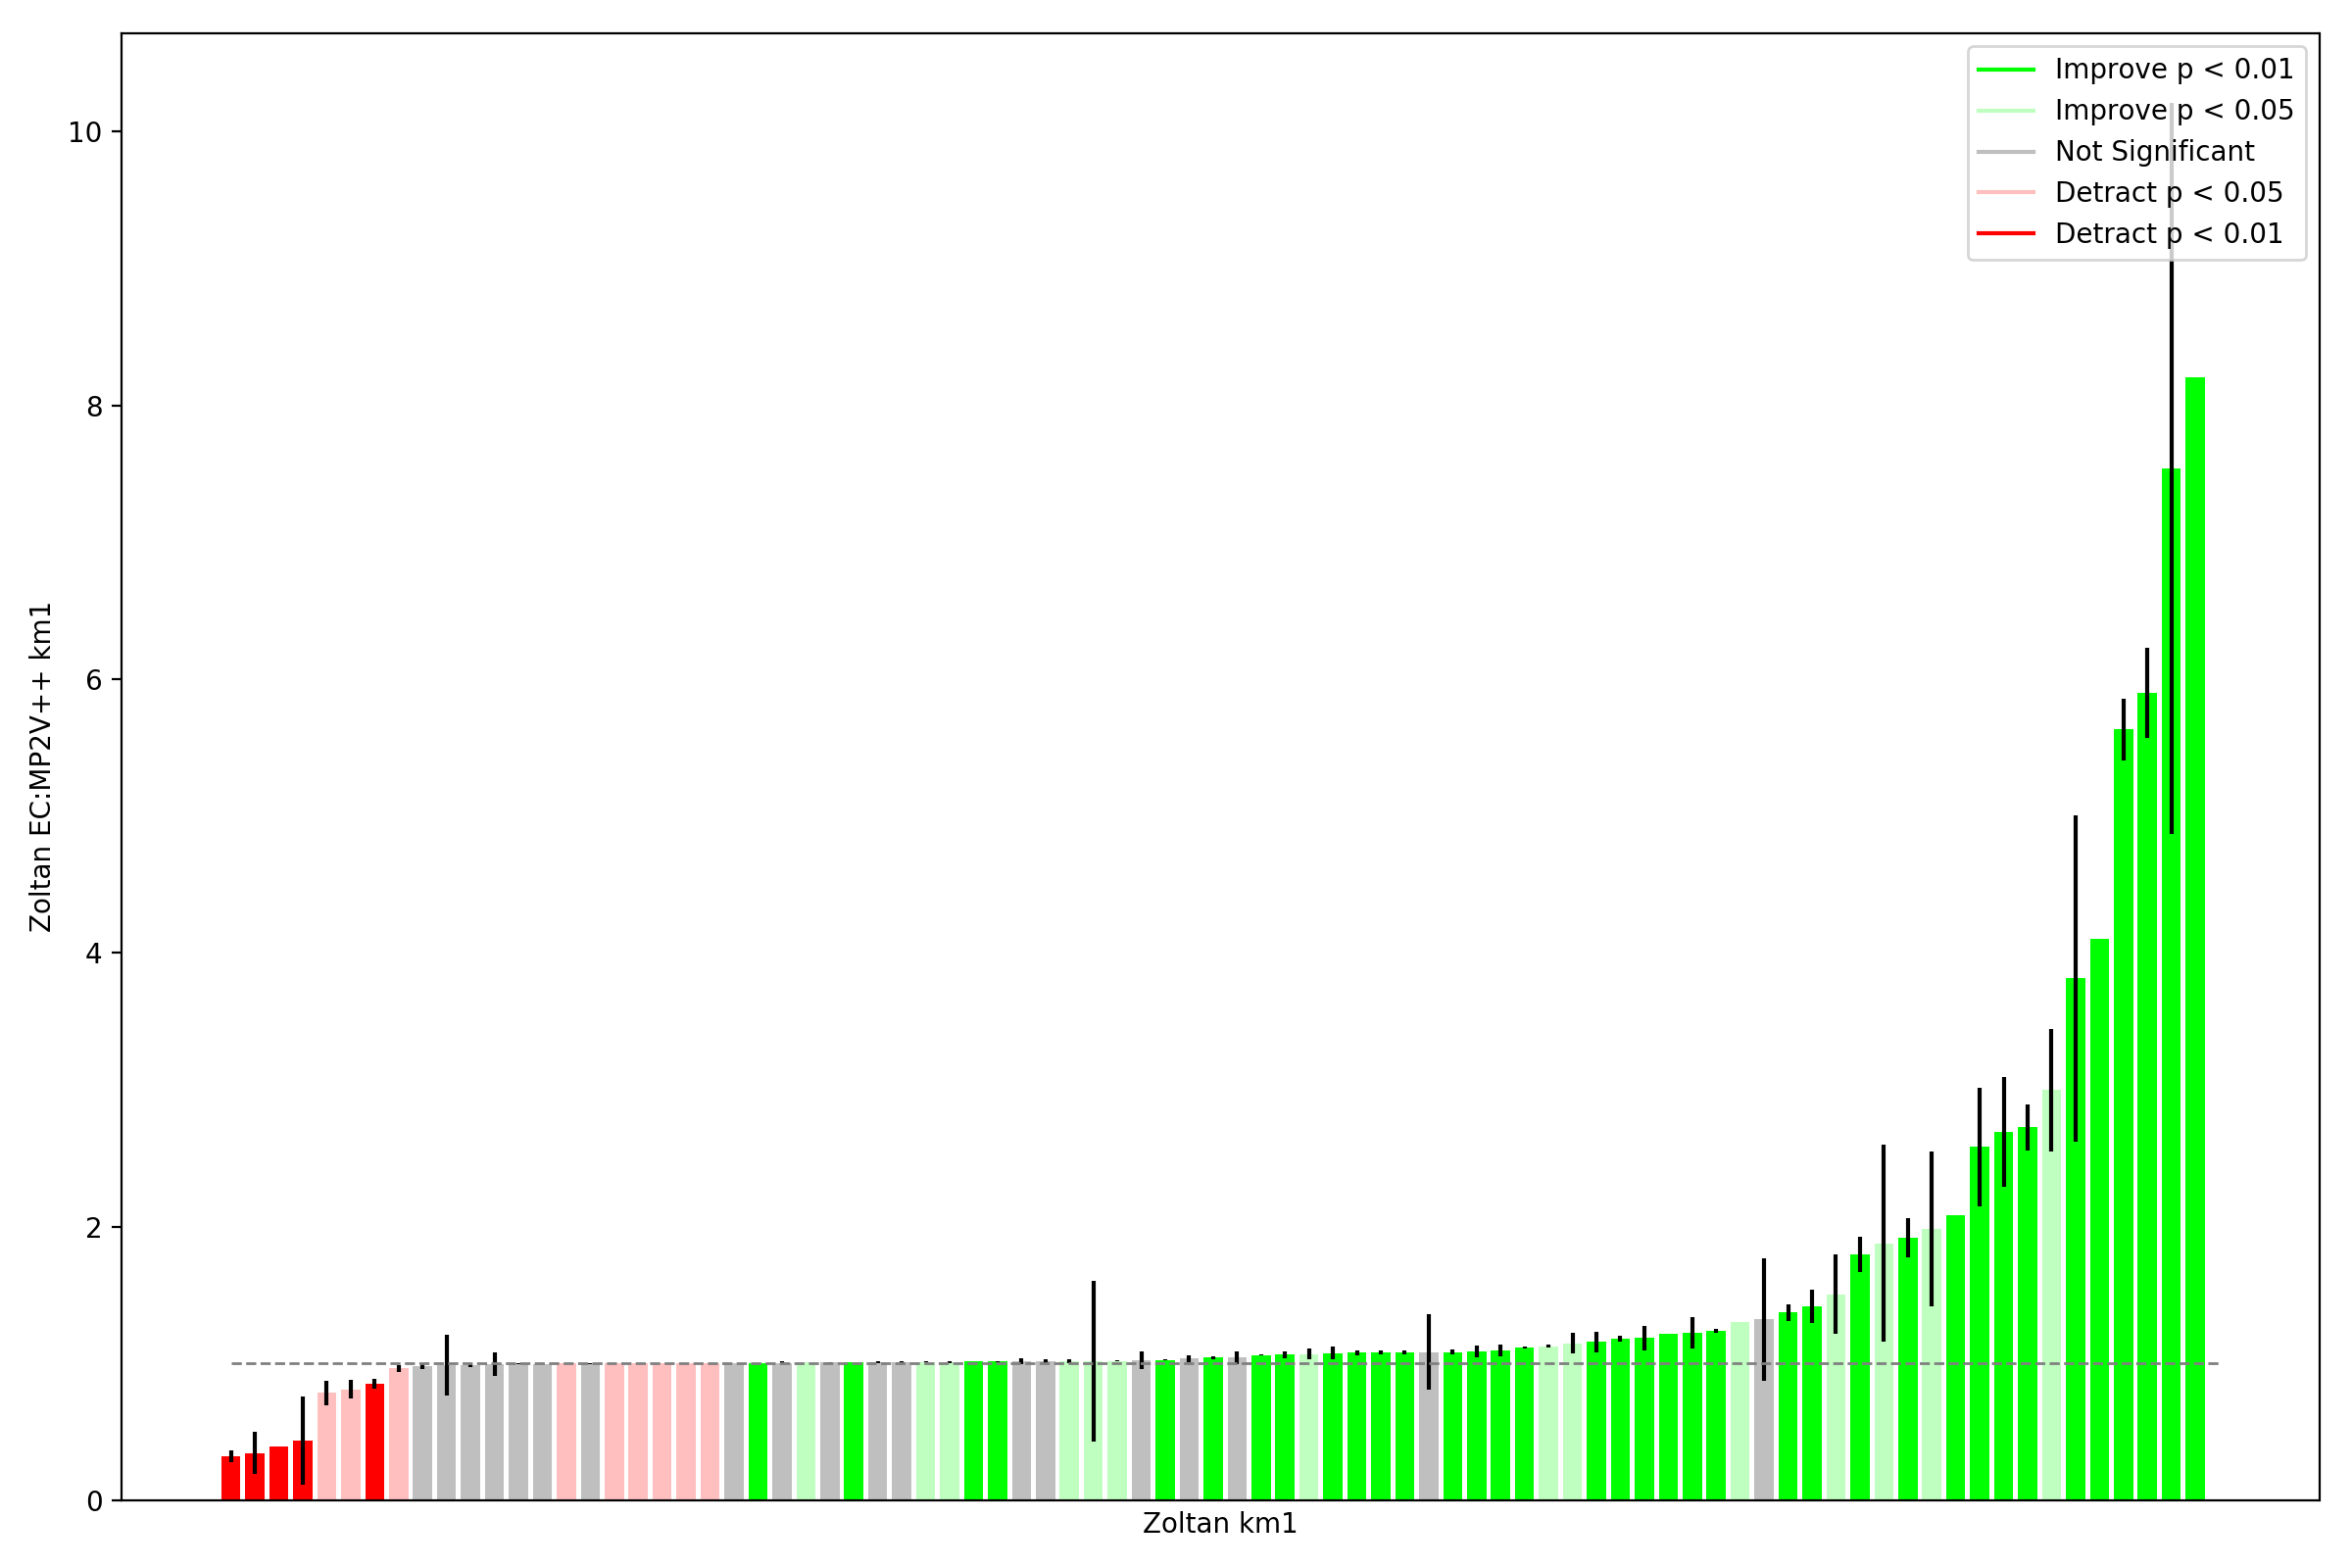 Improve p < 0.01
Improve p < 0.05
Not Significant
Detract p < 0.05
Detract p < 0.01
10
8
6
4
2
0
Zoltan EC:MP2V++ km1
Zoltan km1